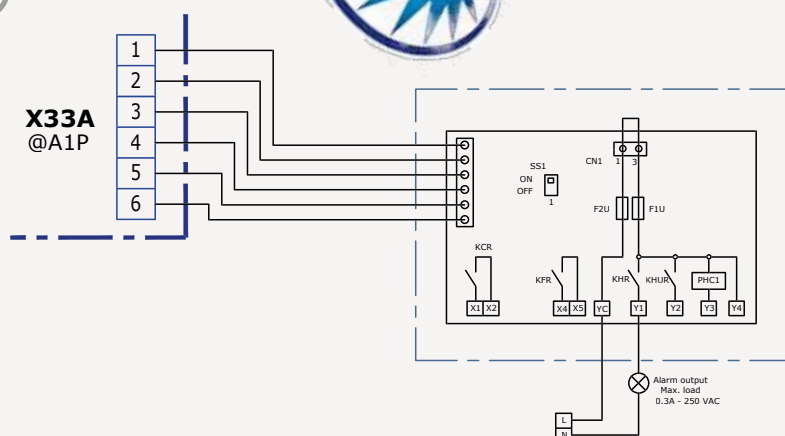 1
2
3
4
5
6
X33A
@A1P
SS1
ON
OFF
1
CN1
1 3
F2U F1U
KCR
KFR
KHR
KHUR
PHC1
X1 X2 X4 X5 YC Y1 Y2 Y3 Y4
Alarm output
Max. load
0.3A - 250 VAC
L
N